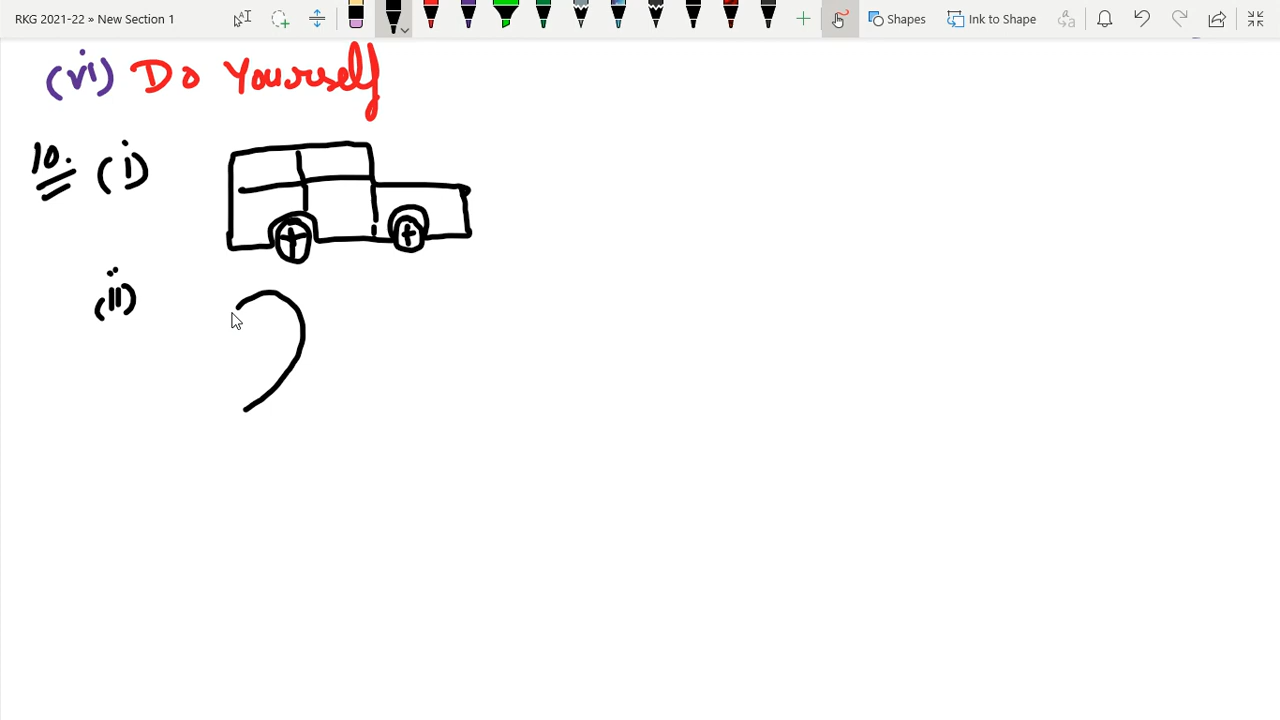 RKG 2021-22 » New Section 1
Shapes
Ink to Shape
(vi) Do Yourself
10. (i)
(ii)